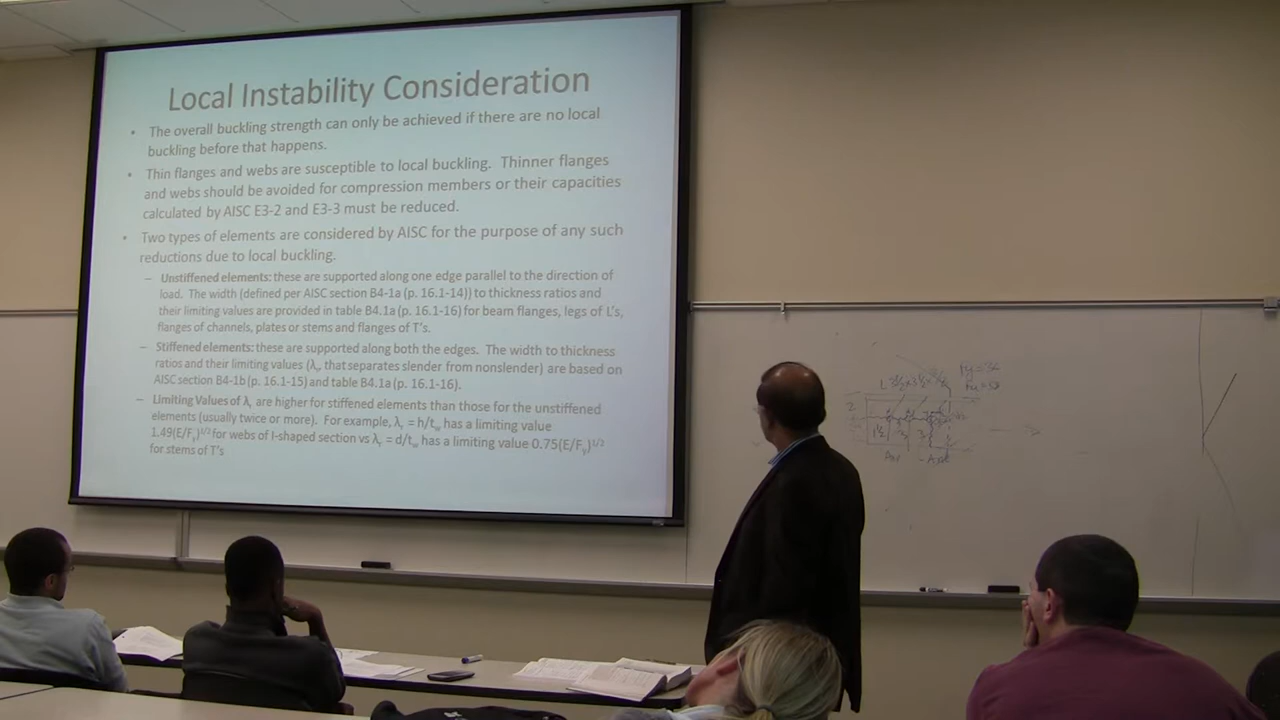 Local Instability Consideration
• The overall buckling strength can only be achieved if there are no local
buckling before that happens.
• Thin flanges and webs are susceptible to local buckling. Thinner flanges
and webs should be avoided for compression members or their capacities
calculated by AISC E3-2 and E3-3 must be reduced.
• Two types of elements are considered by AISC for the purpose of any such
reductions due to local buckling.
– Unstiffened elements: these are supported along one edge parallel to the direction of
load. The width (defined per AISC section B4-1a (p. 16.1-14)) to thickness ratios and
their limiting values are provided in table B4.1a (p. 16.1-16) for beam flanges, legs of L's,
flanges of channels, plates or stems and flanges of T's.
– Stiffened elements: these are supported along both the edges. The width to thickness
ratios and their limiting values (λr, that separates slender from nonslender) are based on
AISC section B4-1b (p. 16.1-15) and table B4.1a (p. 16.1-16).
– Limiting Values of λr are higher for stiffened elements than those for the unstiffened
elements (usually twice or more). For example, λr = h/tw has a limiting value
1.49(E/Fy)1/2 for webs of I-shaped section vs λr = d/tw has a limiting value 0.75(E/Fy)1/2
for stems of T's